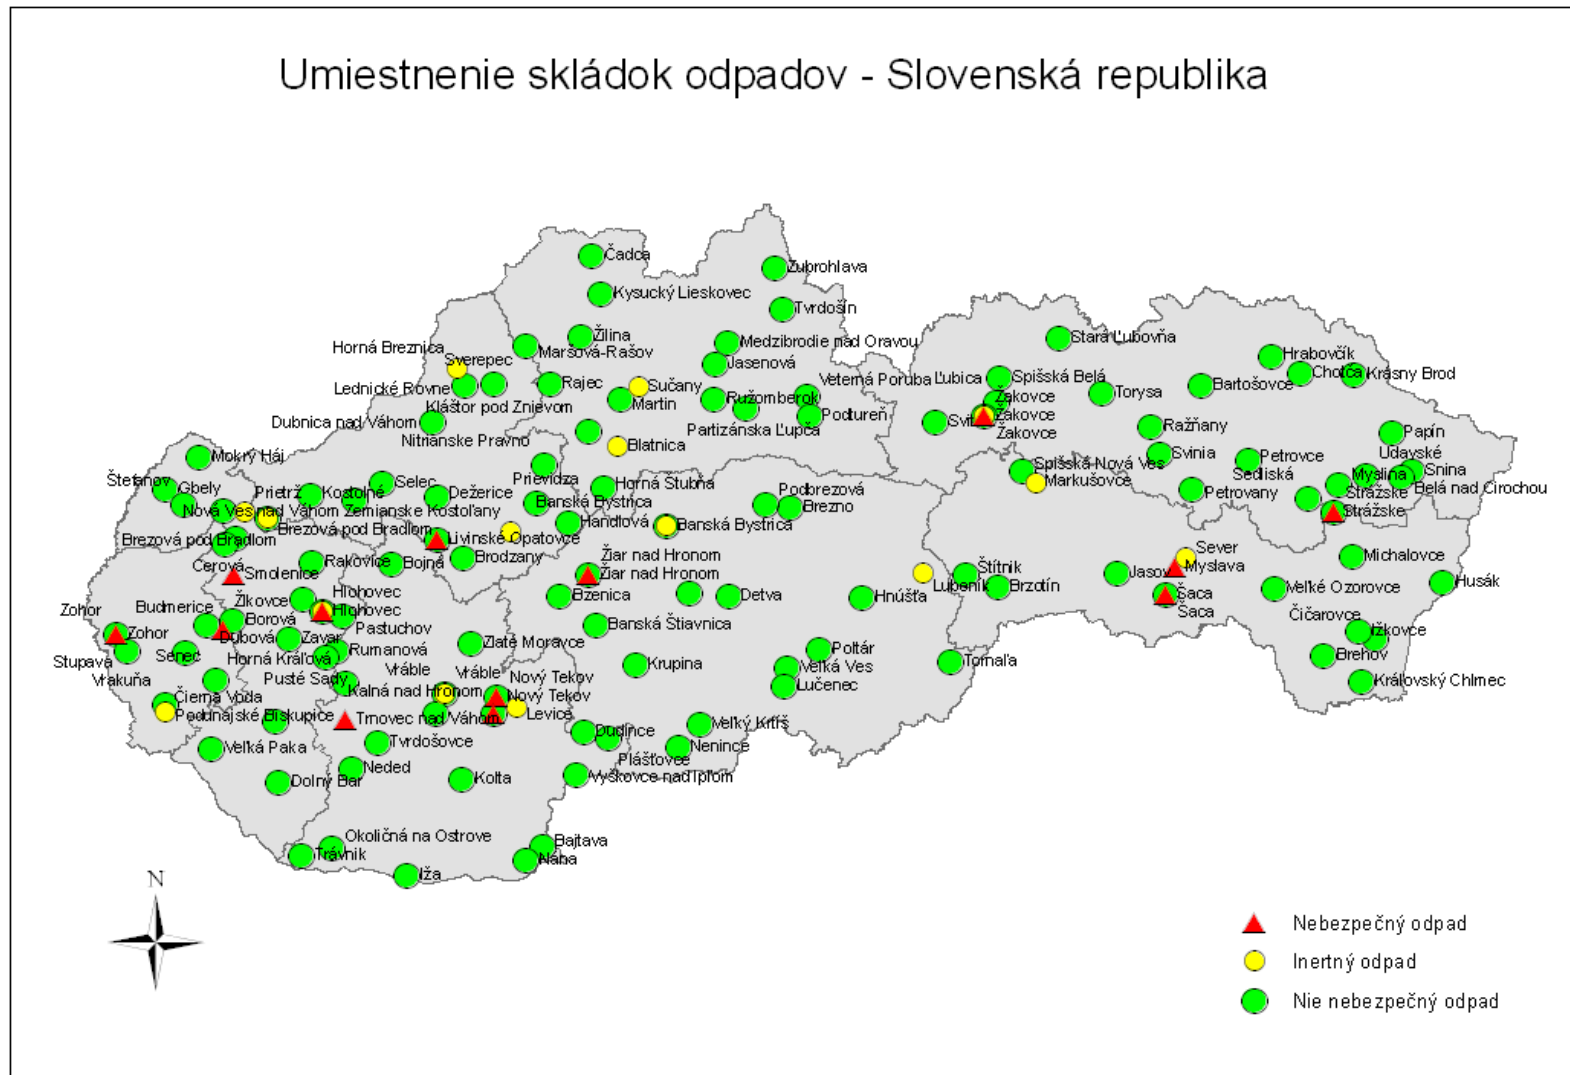 Umiestnenie skládok odpadov - Slovenská republika
Čadca
Zubrohlava
Kysucký Lieskovec
Tvrdošín
Žilina
Stará Ľubovňa
Medzibrodie nad Oravou
Horná Breznica
Maršová-Rašov
Sverepec
Jasenová
Hrabovčík
Chotča
Krásny Brod
Lednické Rovne
Rajec
Sučany
Veterná Poruba
Ľubica
Spišská Belá
Torysa
Bartošovce
Kláštor pod Znievom
Martin
Ružomberok
Žakovce
Žakovce
Žakovce
Dubnica nad Váhom
Podtureň
Partizánska Ľupča
Svit
Ražňany
Nitrianske Pravno
Papín
Blatnica
Svinia
Petrovce
Udavské
Mokrý Háj
Prievidza
Spišská Nová Ves
Sedliská
Myslina
Snina
Markušovce
Petrovany
Belá nad Cirochou
Štefanov
Gbely
Prietrž
Kostolné
Selec
Dežerice
Horná Štubňa
Podbrezová
Strážske
Strážske
Nová Ves nad Váhom
Zemianske Kostoľany
Banská Bystrica
Brezno
Handlová
Banská Bystrica
Brezová pod Bradlom
Brezová pod Bradlom
Livinské Opatovce
Brodzany
Žiar nad Hronom
Žiar nad Hronom
Sever
Myslava
Michalovce
Cerová
Smolenice
Rakovice
Bojná
Štítnik
Jasov
Lubeník
Brzotín
Husák
Veľké Ozorovce
Žlkovce
Hlohovec
Hlohovec
Bzenica
Detva
Hnúšťa
Šaca
Šaca
Zohor
Zohor
Budmerice
Borová
Pastuchov
Banská Štiavnica
Čičarovce
Ižkovce
Dubová
Zavar
Zlaté Moravce
Stupava
Senec
Horná Kráľová
Rumanová
Poltár
Brehov
Vrakuňa
Pusté Sady
Vráble
Vráble
Krupina
Veľká Ves
Tornaľa
Kráľovský Chlmec
Kalná nad Hronom
Nový Tekov
Nový Tekov
Lučenec
Čierna Voda
Podunajské Biskupice
Trnovec nad Váhom
Levice
Veľký Krtíš
Veľká Paka
Tvrdošovce
Dudince
Plášťovce
Nenince
Dolný Bar
Neded
Kolta
Vyškovce nad Ipľom
Okoličná na Ostrove
Bajtava
Trávnik
Nána
Iža
N
Nebezpečný odpad
Inertný odpad
Nie nebezpečný odpad